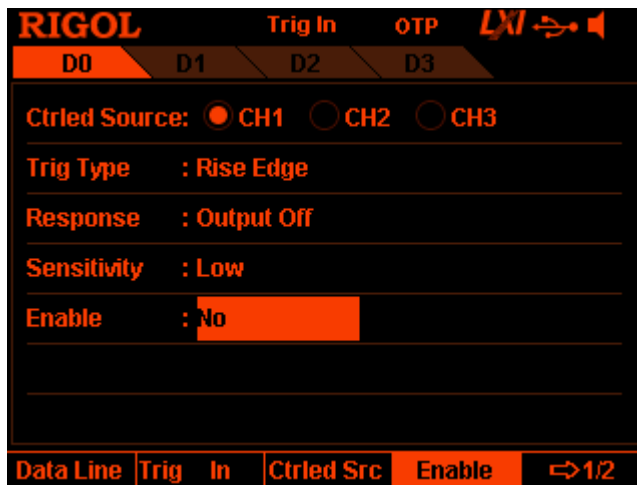 RIGOL Trig In OTP LXI
D0 D1 D2 D3
Ctrled Source: CH1 CH2 CH3
Trig Type : Rise Edge
Response : Output Off
Sensitivity : Low
Enable : No
Data Line Trig In Ctrled Src Enable 1/2